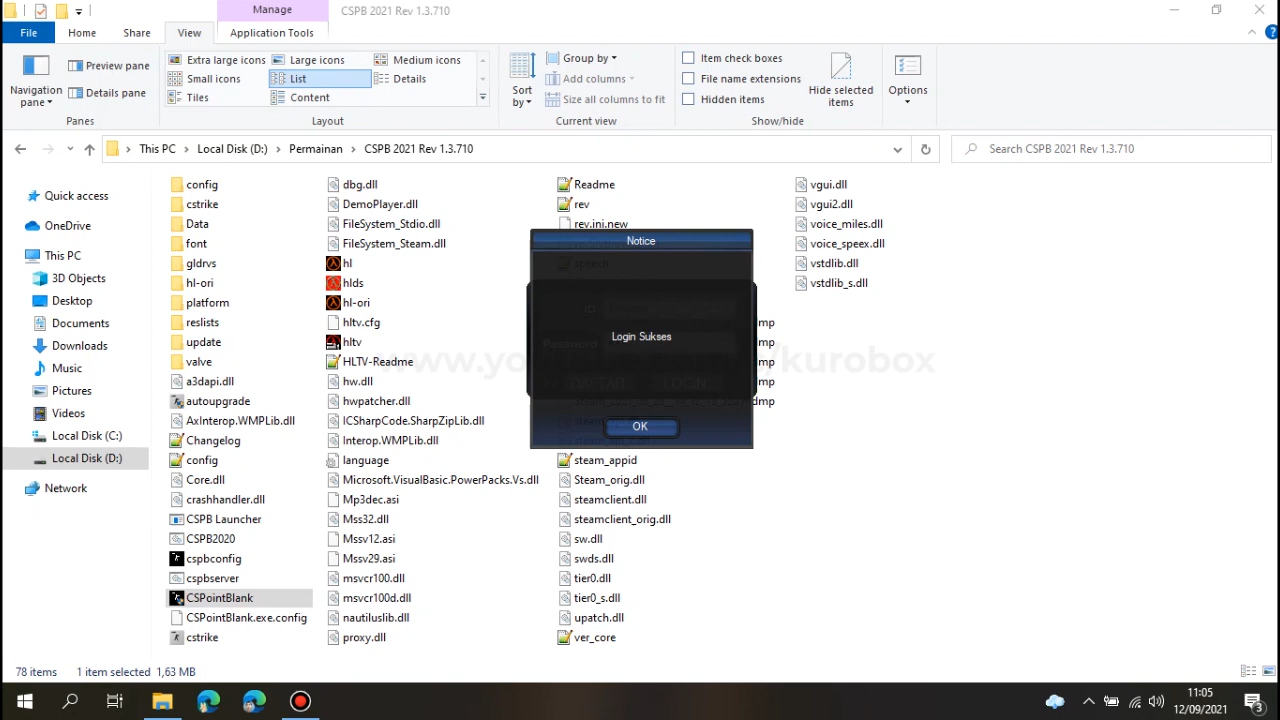 Manage
CSPB 2021 Rev 1.3.710
File
Home
Share
View
Application Tools
Extra large icons
Large icons
Medium icons
Small icons
List
Details
Tiles
Content
Preview pane
Details pane
Navigation
pane
Panes
Layout
Sort
by
Group by
Add columns
Size all columns to fit
Current view
Item check boxes
File name extensions
Hidden items
Hide selected
items
Show/hide
Options
This PC
Local Disk (D:)
Permainan
CSPB 2021 Rev 1.3.710
Search CSPB 2021 Rev 1.3.710
Quick access
OneDrive
This PC
3D Objects
Desktop
Documents
Downloads
Music
Pictures
Videos
Local Disk (C:)
Local Disk (D:)
Network
config
cstrike
Data
font
gldrvs
hl-ori
platform
reslists
update
valve
a3dapi.dll
autoupgrade
AxInterop.WMPLib.dll
Changelog
config
Core.dll
crashhandler.dll
CSPB Launcher
CSPB2020
cspbconfig
cspbserver
CSPointBlank
CSPointBlank.exe.config
cstrike
dbg.dll
DemoPlayer.dll
FileSystem_Stdio.dll
FileSystem_Steam.dll
hl
hlds
hl-ori
hltv.cfg
hltv
HLTV-Readme
hw.dll
hwpatcher.dll
ICSharpCode.SharpZipLib.dll
Interop.WMPLib.dll
language
Microsoft.VisualBasic.PowerPacks.Vs.dll
Mp3dec.asi
Mss32.dll
Mssv12.asi
Mssv29.asi
msvcr100.dll
msvcr100d.dll
nautiluslib.dll
proxy.dll
Readme
rev
rev.ini.new
speech
mp
mp
mp
mp
dmp
steam_appid
Steam_orig.dll
steamclient.dll
steamclient_orig.dll
sw.dll
swds.dll
tier0.dll
tier0_s.dll
upatch.dll
ver_core
vgui.dll
vgui2.dll
voice_miles.dll
voice_speex.dll
vstdlib.dll
vstdlib_s.dll
Notice
ID
Password
DAFTAR
LOGIN
Login Sukses
OK
78 items
1 item selected
1,63 MB
11:05
12/09/2021
3